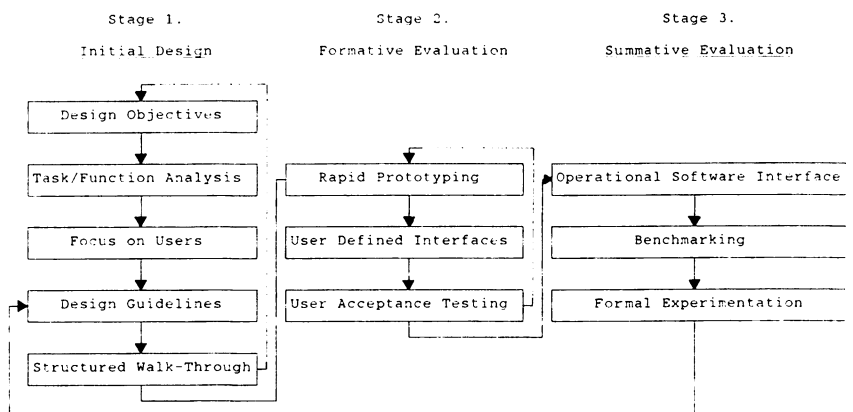 Stage 1.
Initial Design
Design Objectives
Task/Function Analysis
Focus on Users
Design Guidelines
Structured Walk-Through
Stage 2.
Formative Evaluation
Rapid Prototyping
User Defined Interfaces
User Acceptance Testing
Stage 3.
Summative Evaluation
Operational Software Interface
Benchmarking
Formal Experimentation